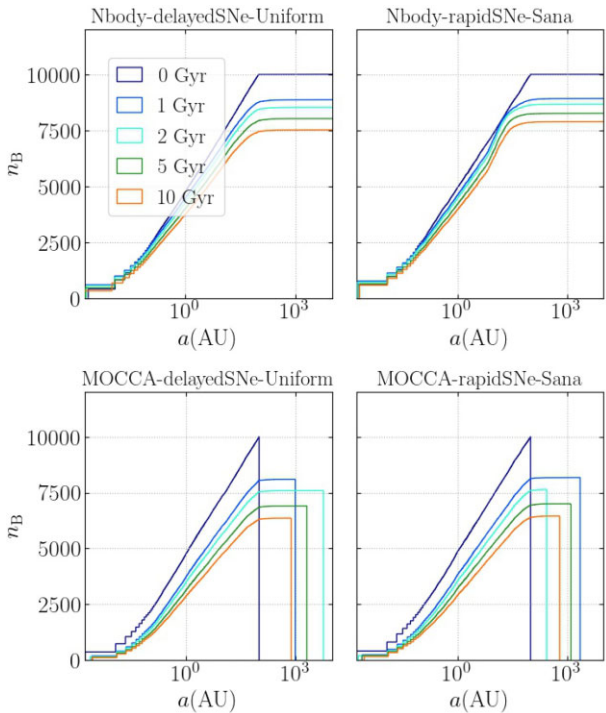 Nbody-delayedSNe-Uniform
Nbody-rapidSNe-Sana
10000
7500
5000
2500
0
n_B
0 Gyr
1 Gyr
2 Gyr
5 Gyr
10 Gyr
10^0
10^3
a(AU)
10^0
10^3
a(AU)
MOCCA-delayedSNe-Uniform
MOCCA-rapidSNe-Sana
10000
7500
5000
2500
0
n_B
10^0
10^3
a(AU)
10^0
10^3
a(AU)